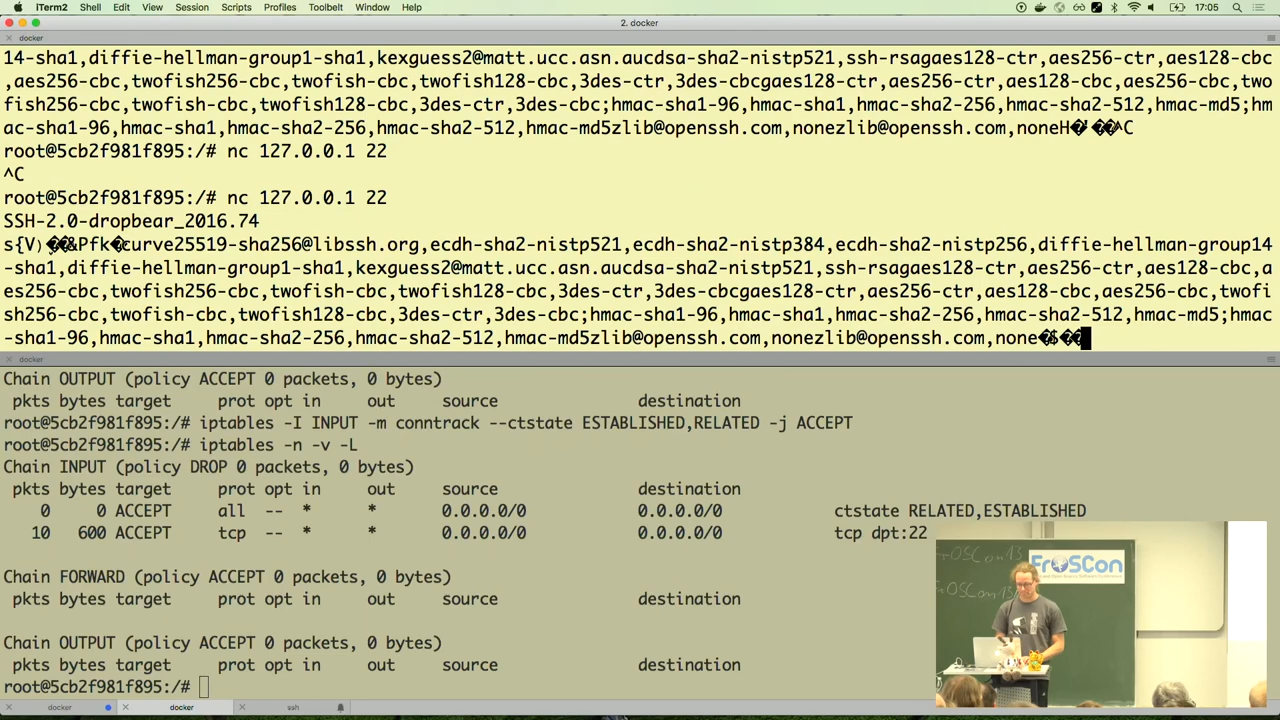 iTerm2 Shell Edit View Session Scripts Profiles Toolbelt Window Help 17:05
2. docker
docker
14-sha1,diffie-hellman-group1-sha1,kexguess2@matt.ucc.asn.aucdsa-sha2-nistp521,ssh-rsagaes128-ctr,aes256-ctr,aes128-cbc
,aes256-cbc,twofish256-cbc,twofish-cbc,twofish128-cbc,3des-ctr,3des-cbcgaes128-ctr,aes256-ctr,aes128-cbc,aes256-cbc,two
fish256-cbc,twofish-cbc,twofish128-cbc,3des-ctr,3des-cbc;hmac-sha1-96,hmac-sha1,hmac-sha2-256,hmac-sha2-512,hmac-md5;hm
ac-sha1-96,hmac-sha1,hmac-sha2-256,hmac-sha2-512,hmac-md5zlib@openssh.com,nonezlib@openssh.com,noneH�'��^C
root@5cb2f981f895:/# nc 127.0.0.1 22
^C
root@5cb2f981f895:/# nc 127.0.0.1 22
SSH-2.0-dropbear_2016.74
s{V)��&Pfk�curve25519-sha256@libssh.org,ecdh-sha2-nistp521,ecdh-sha2-nistp384,ecdh-sha2-nistp256,diffie-hellman-group14
-sha1,diffie-hellman-group1-sha1,kexguess2@matt.ucc.asn.aucdsa-sha2-nistp521,ssh-rsagaes128-ctr,aes256-ctr,aes128-cbc,a
es256-cbc,twofish256-cbc,twofish-cbc,twofish128-cbc,3des-ctr,3des-cbcgaes128-ctr,aes256-ctr,aes128-cbc,aes256-cbc,twofi
sh256-cbc,twofish-cbc,twofish128-cbc,3des-ctr,3des-cbc;hmac-sha1-96,hmac-sha1,hmac-sha2-256,hmac-sha2-512,hmac-md5;hmac
-sha1-96,hmac-sha1,hmac-sha2-256,hmac-sha2-512,hmac-md5zlib@openssh.com,nonezlib@openssh.com,none�$��
docker
Chain OUTPUT (policy ACCEPT 0 packets, 0 bytes)
pkts bytes target prot opt in out source destination
root@5cb2f981f895:/# iptables -I INPUT -m conntrack --ctstate ESTABLISHED,RELATED -j ACCEPT
root@5cb2f981f895:/# iptables -n -v -L
Chain INPUT (policy DROP 0 packets, 0 bytes)
pkts bytes target prot opt in out source destination
0 0 ACCEPT all -- * * 0.0.0.0/0 0.0.0.0/0 ctstate RELATED,ESTABLISHED
10 600 ACCEPT tcp -- * * 0.0.0.0/0 0.0.0.0/0 tcp dpt:22
Chain FORWARD (policy ACCEPT 0 packets, 0 bytes)
pkts bytes target prot opt in out source destination
Chain OUTPUT (policy ACCEPT 0 packets, 0 bytes)
pkts bytes target prot opt in out source destination
root@5cb2f981f895:/#
FrOSCon
docker docker ssh